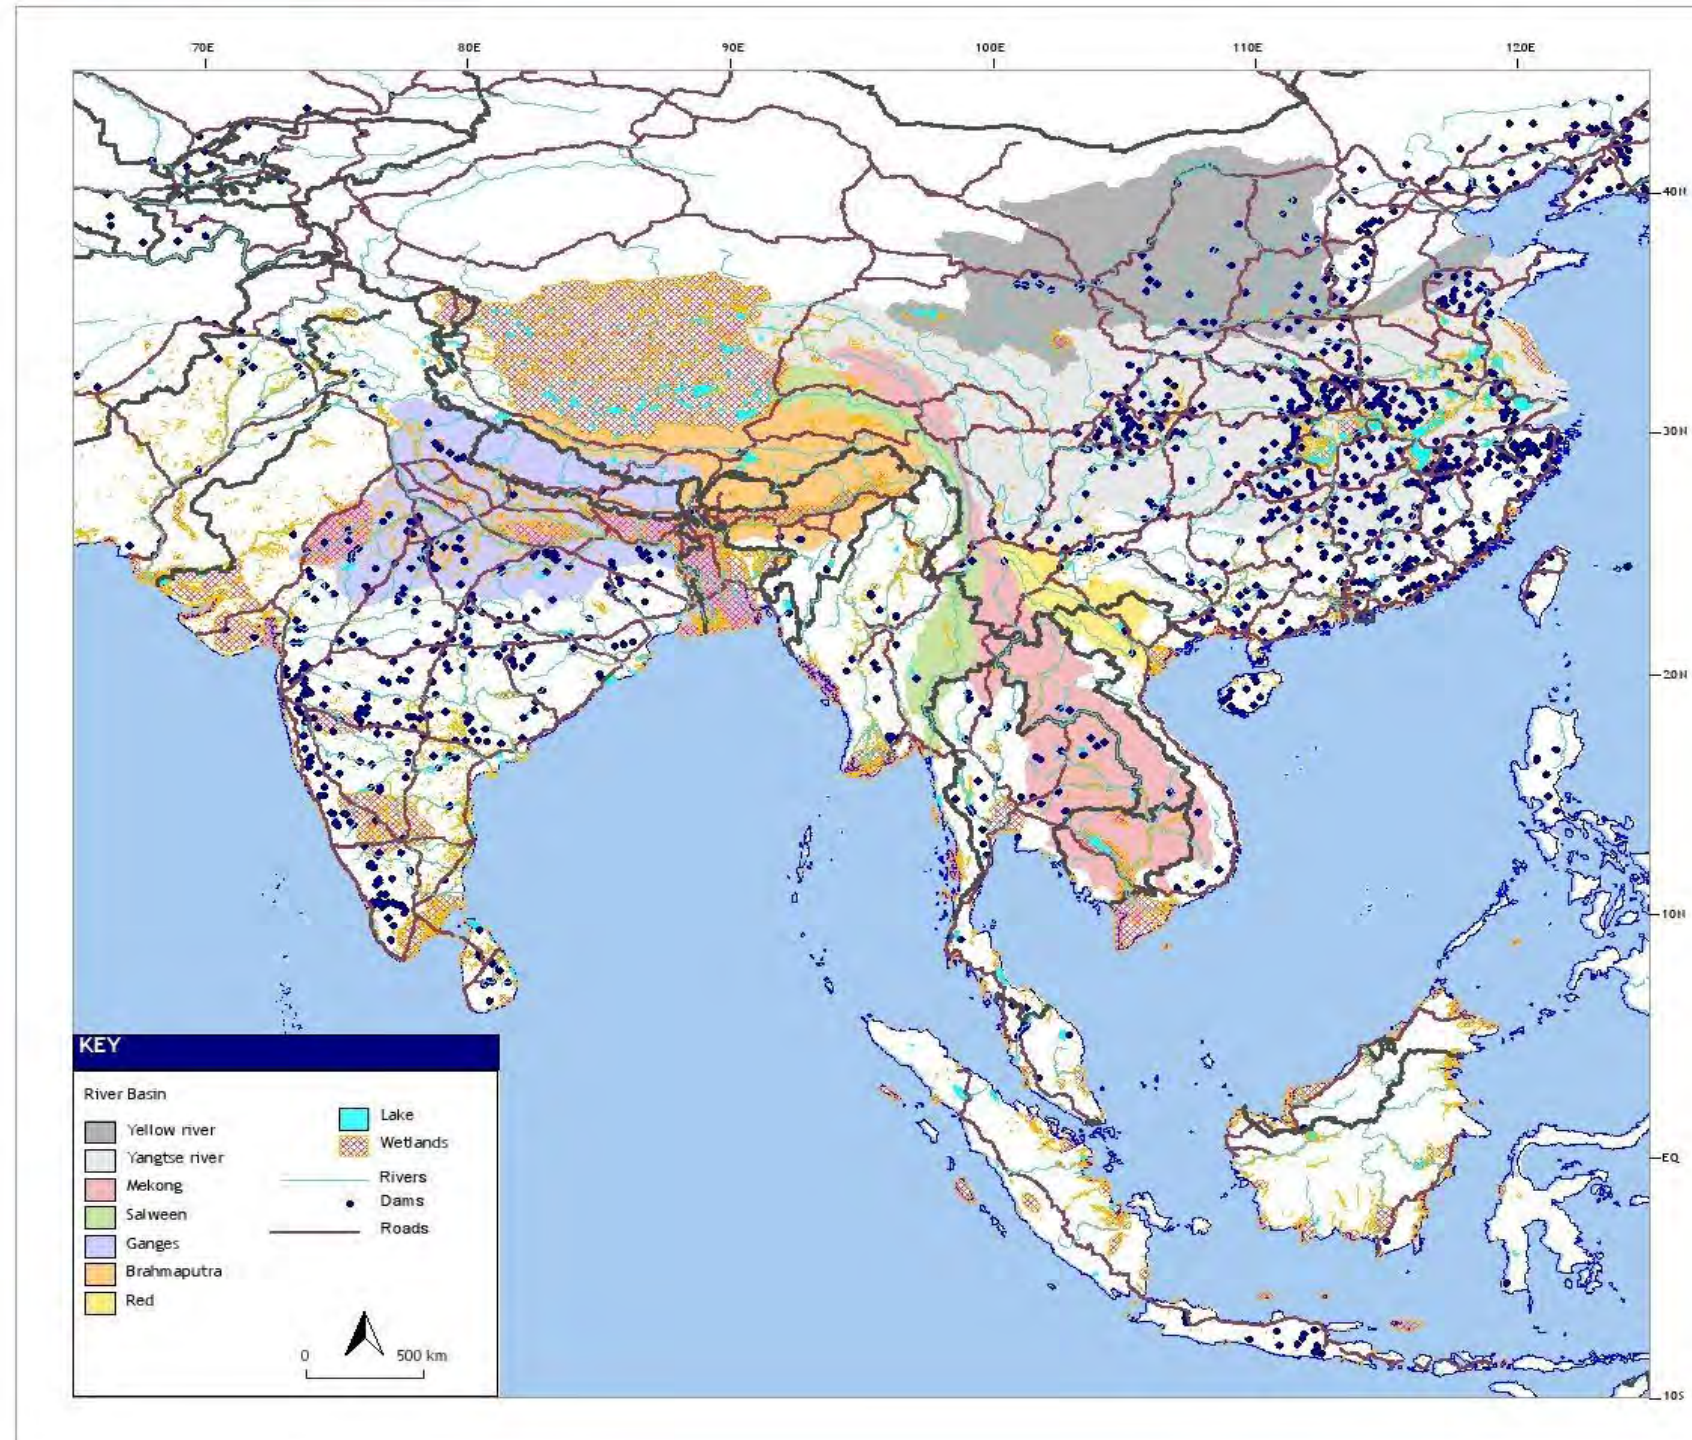 70E 80E 90E 100E 110E 120E
40N
30N
20N
10N
EQ
10S
KEY
River Basin
Yellow river
Yangtse river
Mekong
Salween
Ganges
Brahmaputra
Red
Lake
Wetlands
Rivers
Dams
Roads
0 500 km